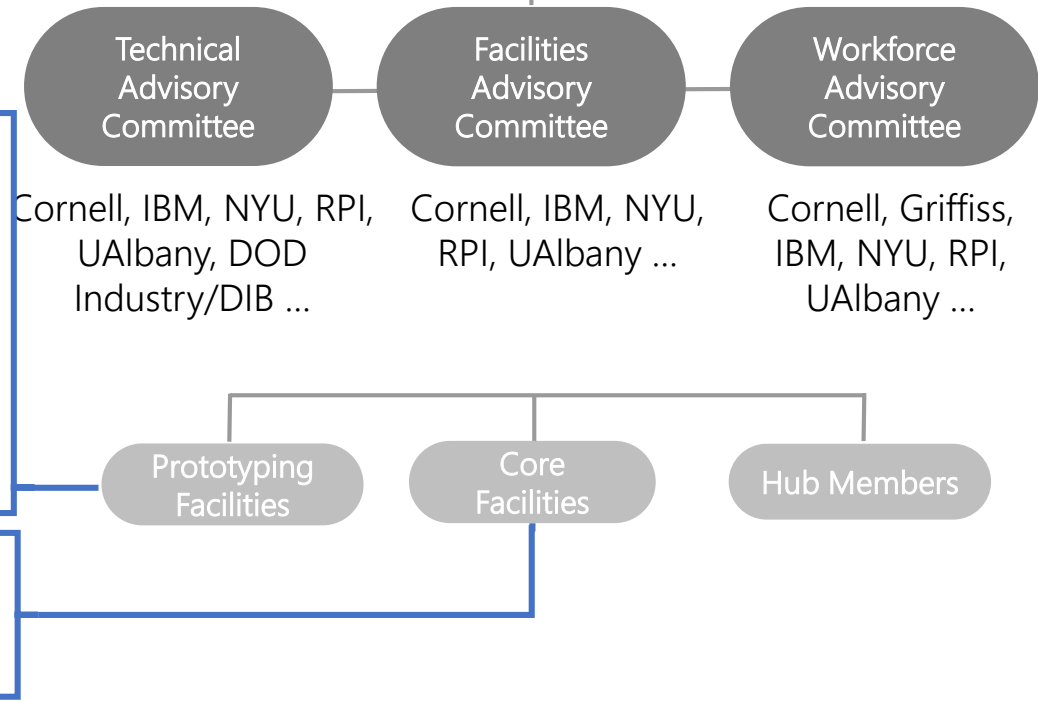 Technical
Advisory
Committee
Facilities
Advisory
Committee
Workforce
Advisory
Committee
Cornell, IBM, NYU, RPI,
UAlbany, DOD
Industry/DIB ...
Cornell, IBM, NYU,
RPI, UAlbany ...
Cornell, Griffiss,
IBM, NYU, RPI,
UAlbany ...
Prototyping
Facilities
Core
Facilities
Hub Members